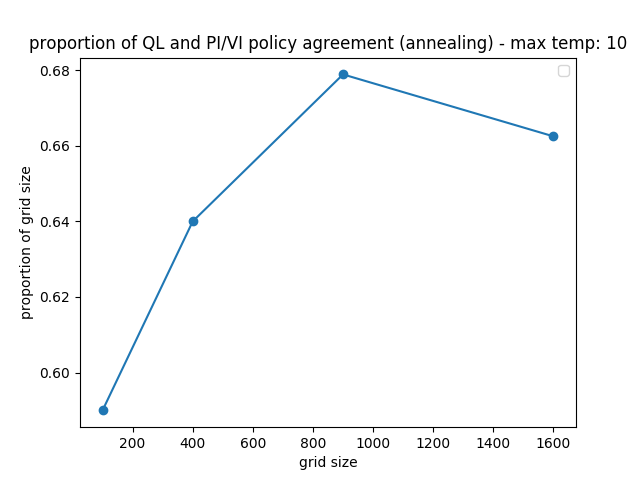 proportion of QL and PI/VI policy agreement (annealing) - max temp: 10
0.68
0.66
0.64
0.62
0.60
proportion of grid size
200 400 600 800 1000 1200 1400 1600
grid size